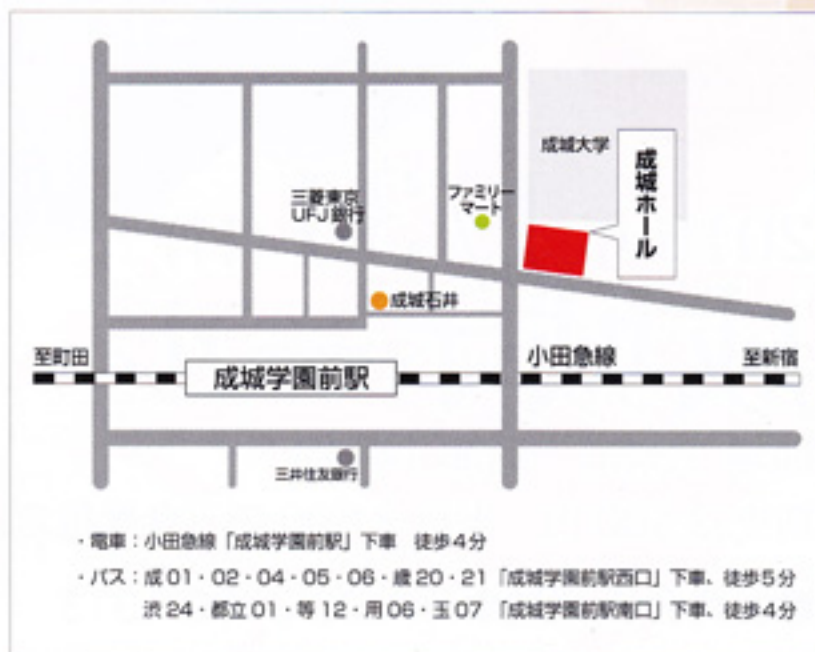 成城大学
成城ホール
三菱東京
UFJ銀行
ファミリー
マート
成城石井
至町田
小田急線
至新宿
成城学園前駅
三井住友銀行
・電車：小田急線「成城学園前駅」下車　徒歩4分
・バス：成01・02・04・05・06・歳20・21「成城学園前駅西口」下車、徒歩5分
渋24・都立01・等12・用06・玉07「成城学園前駅南口」下車、徒歩4分